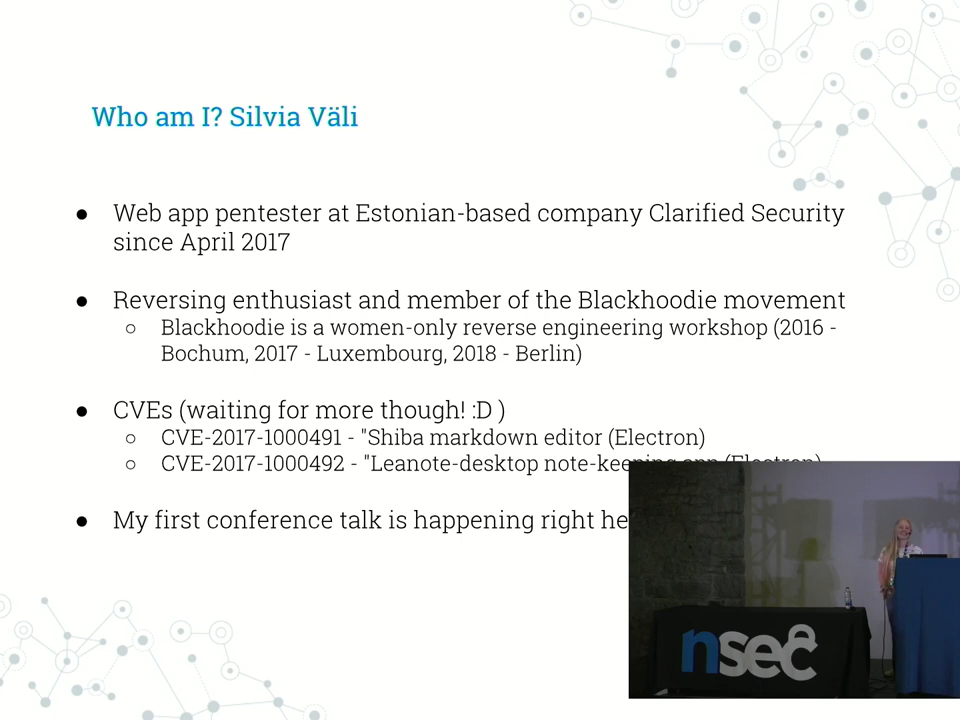 Who am I? Silvia Väli
● Web app pentester at Estonian-based company Clarified Security
since April 2017
● Reversing enthusiast and member of the Blackhoodie movement
○ Blackhoodie is a women-only reverse engineering workshop (2016 -
Bochum, 2017 - Luxembourg, 2018 - Berlin)
● CVEs (waiting for more though! :D )
○ CVE-2017-1000491 - "Shiba markdown editor (Electron)
○ CVE-2017-1000492 - "Leanote-desktop note-keeping app (Electron)
● My first conference talk is happening right
nsec